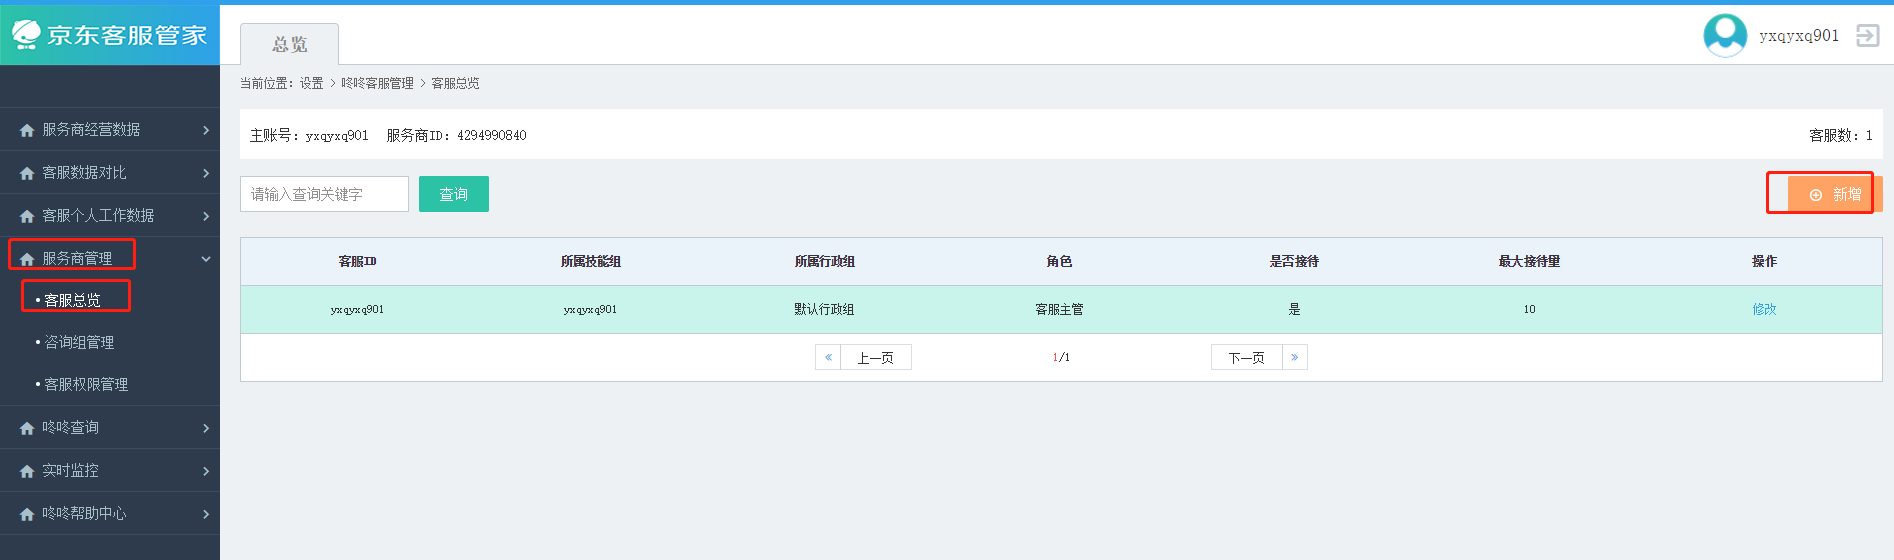 京东客服管家
总览
yxqyxq901
当前位置：设置 > 咚咚客服管理 > 客服总览
主账号：yxqyxq901 服务商ID：4294990840
客服数：1
请输入查询关键字
查询
新增
服务商经营数据
客服数据对比
客服个人工作数据
服务商管理
• 客服总览
• 咨询组管理
• 客服权限管理
咚咚查询
实时监控
咚咚帮助中心
客服ID 所属技能组 所属行政组 角色 是否接待 最大接待量 操作
yxqyxq901 yxqyxq901 默认行政组 客服主管 是 10 修改
« 上一页 1/1 下一页 »